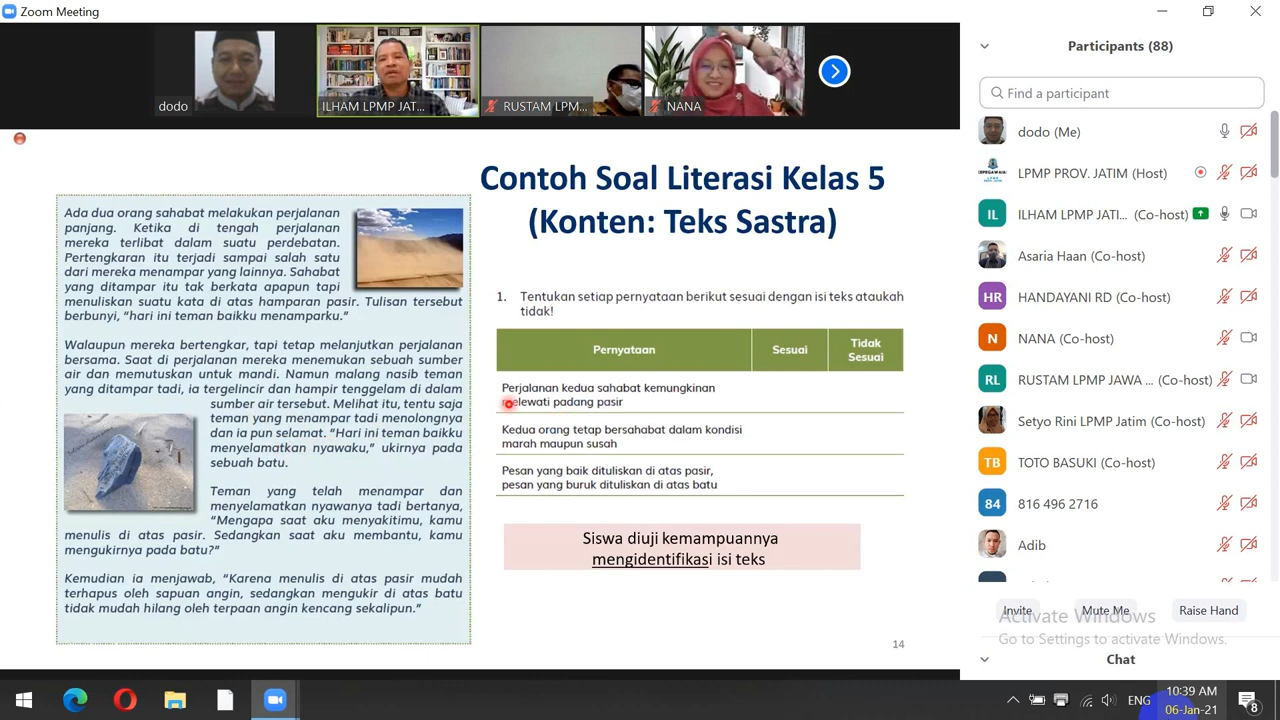 Zoom Meeting
dodo
ILHAM LPMP JAT...
RUSTAM LPM...
NANA
Contoh Soal Literasi Kelas 5
(Konten: Teks Sastra)
Ada dua orang sahabat melakukan perjalanan
panjang. Ketika di tengah perjalanan
mereka terlibat dalam suatu perdebatan.
Pertengkaran itu terjadi sampai salah satu
dari mereka menampar yang lainnya. Sahabat
yang ditampar itu tak berkata apapun tapi
menuliskan suatu kata di atas hamparan pasir. Tulisan tersebut
berbunyi, “hari ini teman baikku menamparku.”
Walaupun mereka bertengkar, tapi tetap melanjutkan perjalanan
bersama. Saat di perjalanan mereka menemukan sebuah sumber
air dan memutuskan untuk mandi. Namun malang nasib teman
yang ditampar tadi, ia tergelincir dan hampir tenggelam di dalam
sumber air tersebut. Melihat itu, tentu saja
teman yang menampar tadi menolongnya
dan ia pun selamat. “Hari ini teman baikku
menyelamatkan nyawaku,” ukirnya pada
sebuah batu.
Teman yang telah menampar dan
menyelamatkan nyawanya tadi bertanya,
“Mengapa saat aku menyakitimu, kamu
menulis di atas pasir. Sedangkan saat aku membantu, kamu
mengukirnya pada batu?”
Kemudian ia menjawab, “Karena menulis di atas pasir mudah
terhapus oleh sapuan angin, sedangkan mengukir di atas batu
tidak mudah hilang oleh terpaan angin kencang sekalipun.”
1. Tentukan setiap pernyataan berikut sesuai dengan isi teks ataukah
tidak!
Pernyataan Sesuai Tidak
Sesuai
Perjalanan kedua sahabat kemungkinan
melewati padang pasir
Kedua orang tetap bersahabat dalam kondisi
marah maupun susah
Pesan yang baik dituliskan di atas pasir,
pesan yang buruk dituliskan di atas batu
Siswa diuji kemampuannya
mengidentifikasi isi teks
14
Participants (88)
Find a participant
dodo (Me)
LPMP PROV. JATIM (Host)
IL ILHAM LPMP JATI... (Co-host)
Asaria Haan (Co-host)
HR HANDAYANI RD (Co-host)
N NANA (Co-host)
RL RUSTAM LPMP JAWA ... (Co-host)
Setyo Rini LPMP Jatim (Co-host)
TB TOTO BASUKI (Co-host)
84 816 496 2716
Adib
Invite Mute Me Raise Hand
Activate Windows
Go to Settings to activate Windows.
Chat
ENG
10:39 AM
06-Jan-21
8